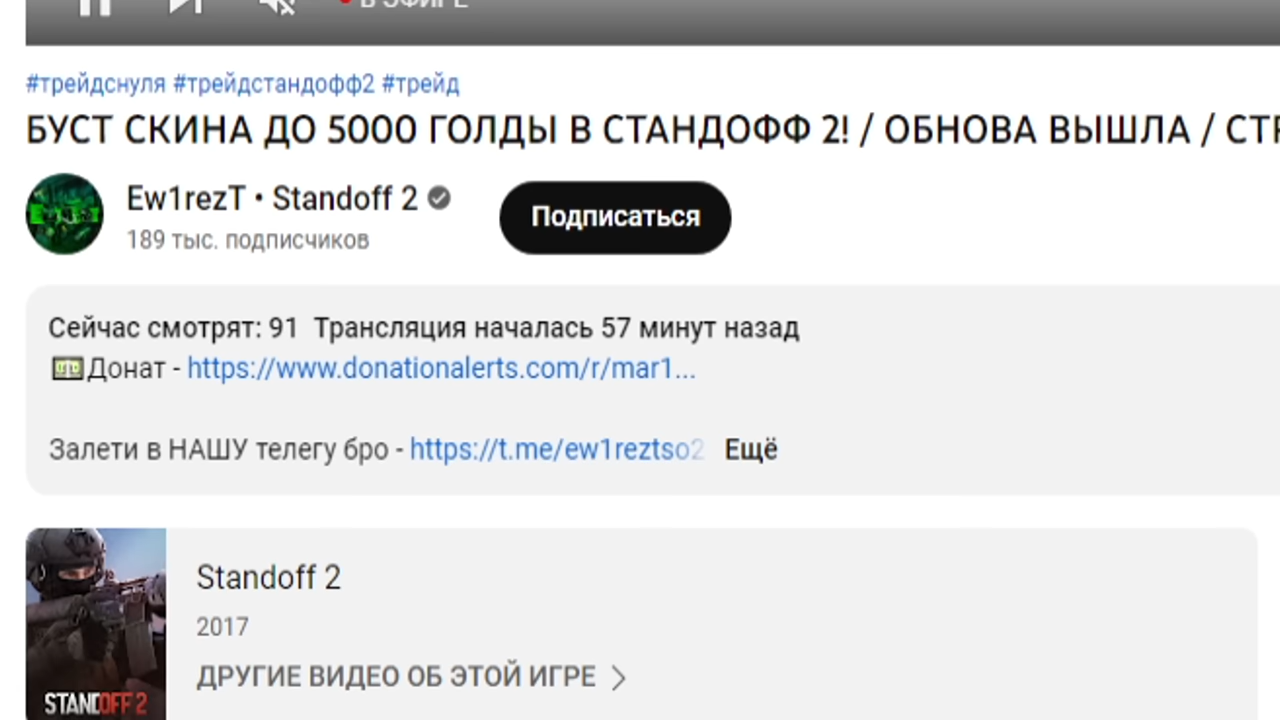 В ЭФИРЕ
#трейдснуля #трейдстандофф2 #трейд
БУСТ СКИНА ДО 5000 ГОЛДЫ В СТАНДОФФ 2! / ОБНОВА ВЫШЛА /
Ew1rezT • Standoff 2
Подписаться
189 тыс. подписчиков
Сейчас смотрят: 91 Трансляция началась 57 минут назад
Донат - https://www.donationalerts.com/r/mar1...
Залети в НАШУ телегу бро - https://t.me/ew1reztso2 Ещё
Standoff 2
2017
ДРУГИЕ ВИДЕО ОБ ЭТОЙ ИГРЕ
STANDOFF 2